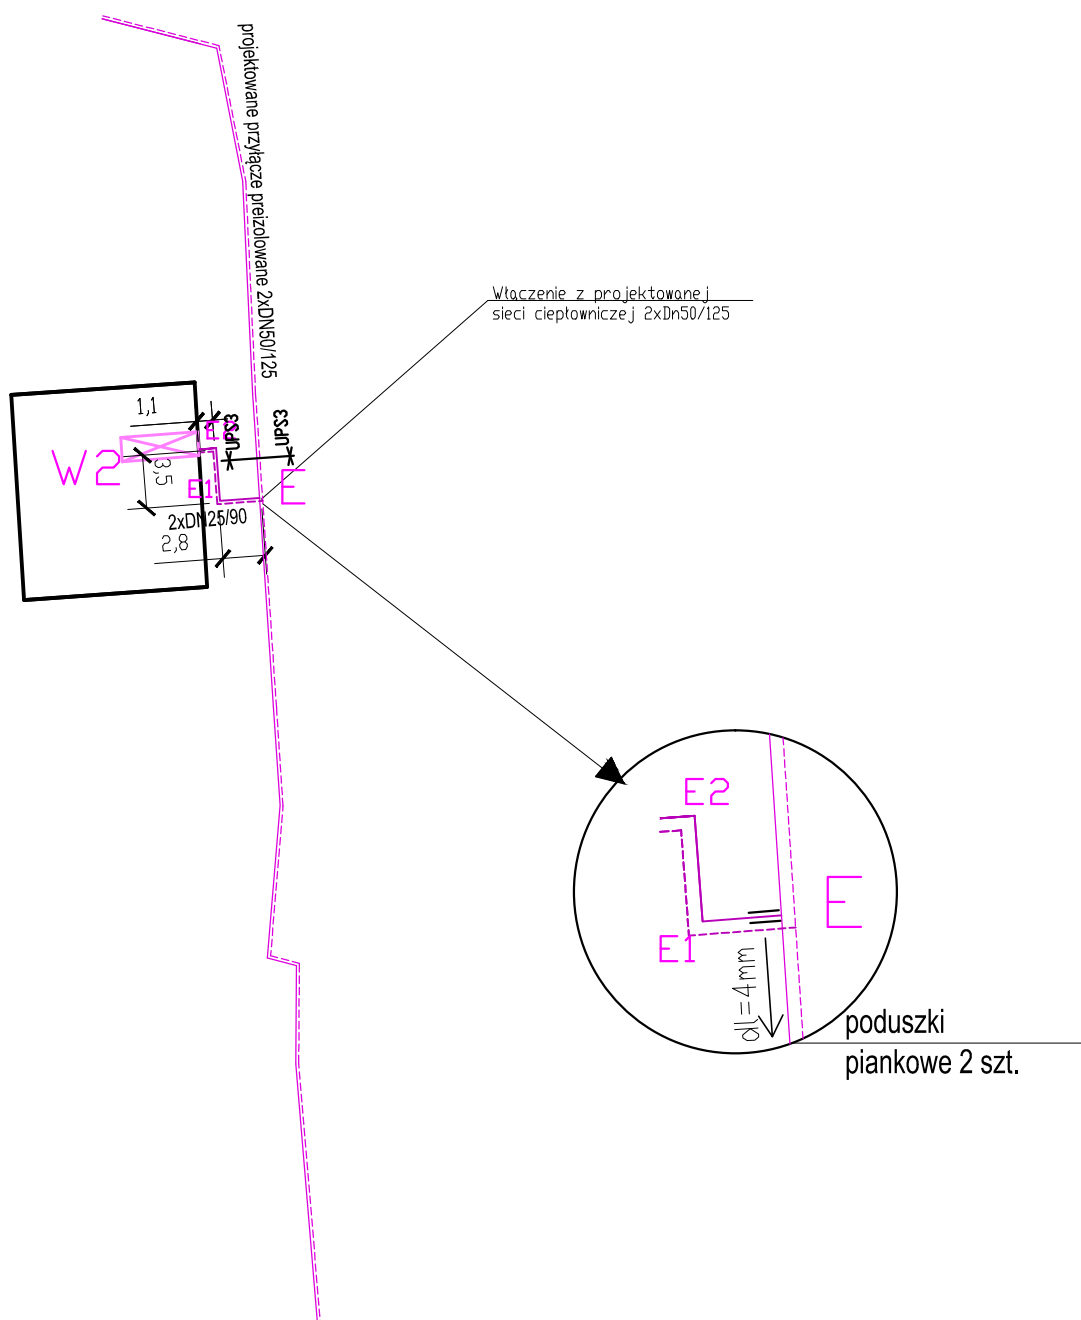 projektowane przyłącze preizolowane 2xDN50/125
Włączenie z projektowanej
sieci ciepłowniczej 2xDn50/125
1,1
E2
UPS3
UPS3
W2
3,5
E1
E
2xDN25/90
2,8
E2
E
E1
dl=4mm
poduszki
piankowe 2 szt.